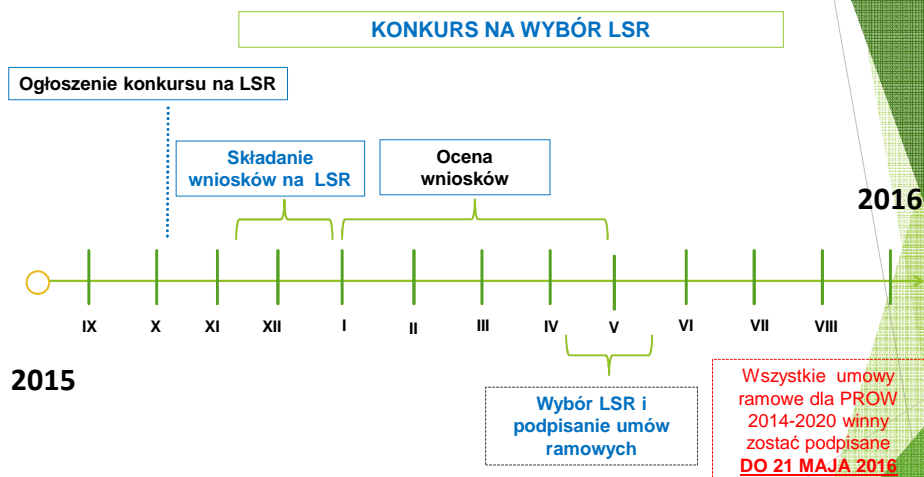 KONKURS NA WYBÓR LSR
Ogłoszenie konkursu na LSR
Składanie
wniosków na LSR
Ocena
wniosków
2016
IX X XI XII I II III IV V VI VII VIII
2015
Wybór LSR i
podpisanie umów
ramowych
Wszystkie umowy
ramowe dla PROW
2014-2020 winny
zostać podpisane
DO 21 MAJA 2016